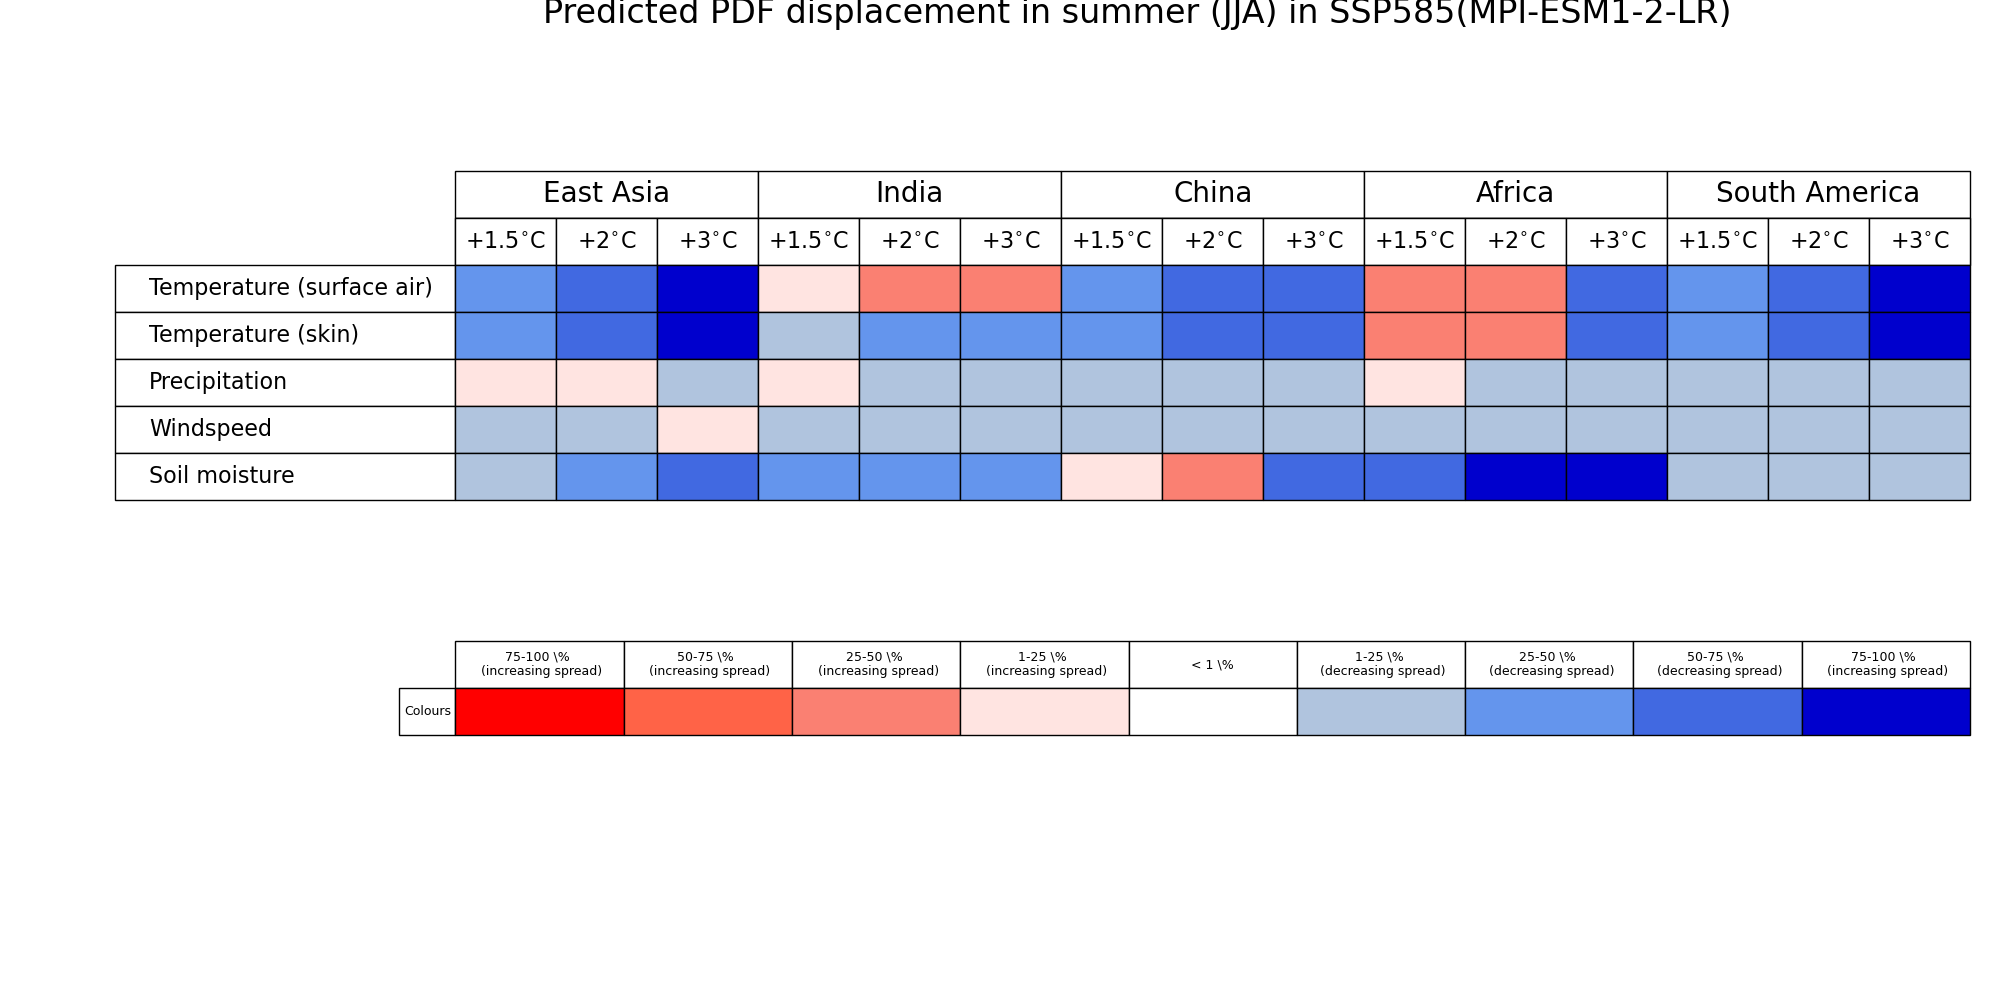 Predicted PDF displacement in summer (JJA) in SSP585(MPI-ESM1-2-LR)
East Asia India China Africa South America
+1.5°C +2°C +3°C +1.5°C +2°C +3°C +1.5°C +2°C +3°C +1.5°C +2°C +3°C +1.5°C +2°C +3°C
Temperature (surface air)
Temperature (skin)
Precipitation
Windspeed
Soil moisture
75-100 \% 50-75 \% 25-50 \% 1-25 \% < 1 \% 1-25 \% 25-50 \% 50-75 \% 75-100 \%
(increasing spread) (increasing spread) (increasing spread) (increasing spread) (decreasing spread) (decreasing spread) (decreasing spread) (increasing spread)
Colours